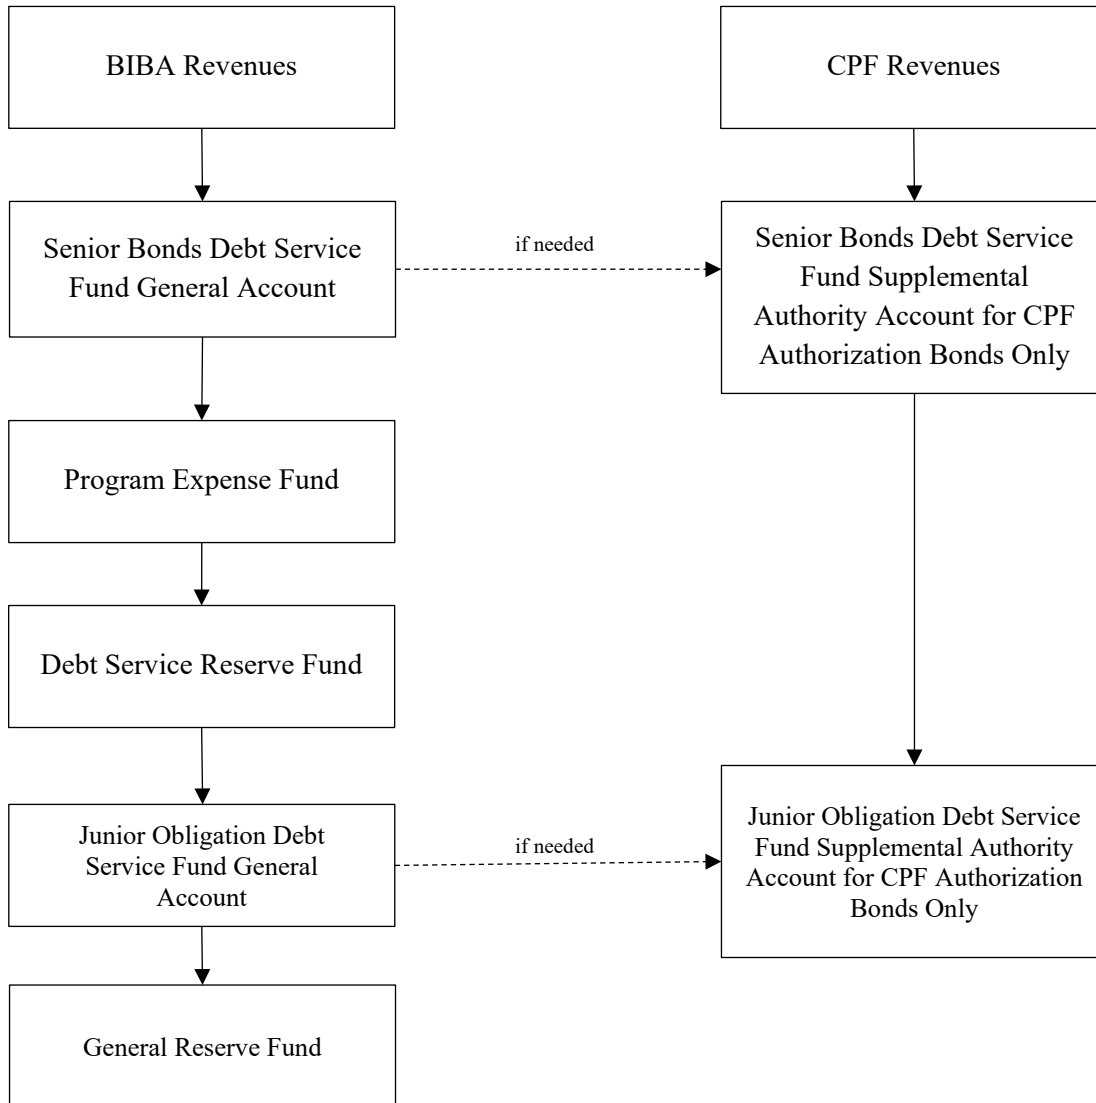 BIBA Revenues
CPF Revenues
Senior Bonds Debt Service
Fund General Account
if needed
Senior Bonds Debt Service
Fund Supplemental
Authority Account for CPF
Authorization Bonds Only
Program Expense Fund
Debt Service Reserve Fund
Junior Obligation Debt
Service Fund General
Account
if needed
Junior Obligation Debt Service
Fund Supplemental Authority
Account for CPF Authorization
Bonds Only
General Reserve Fund